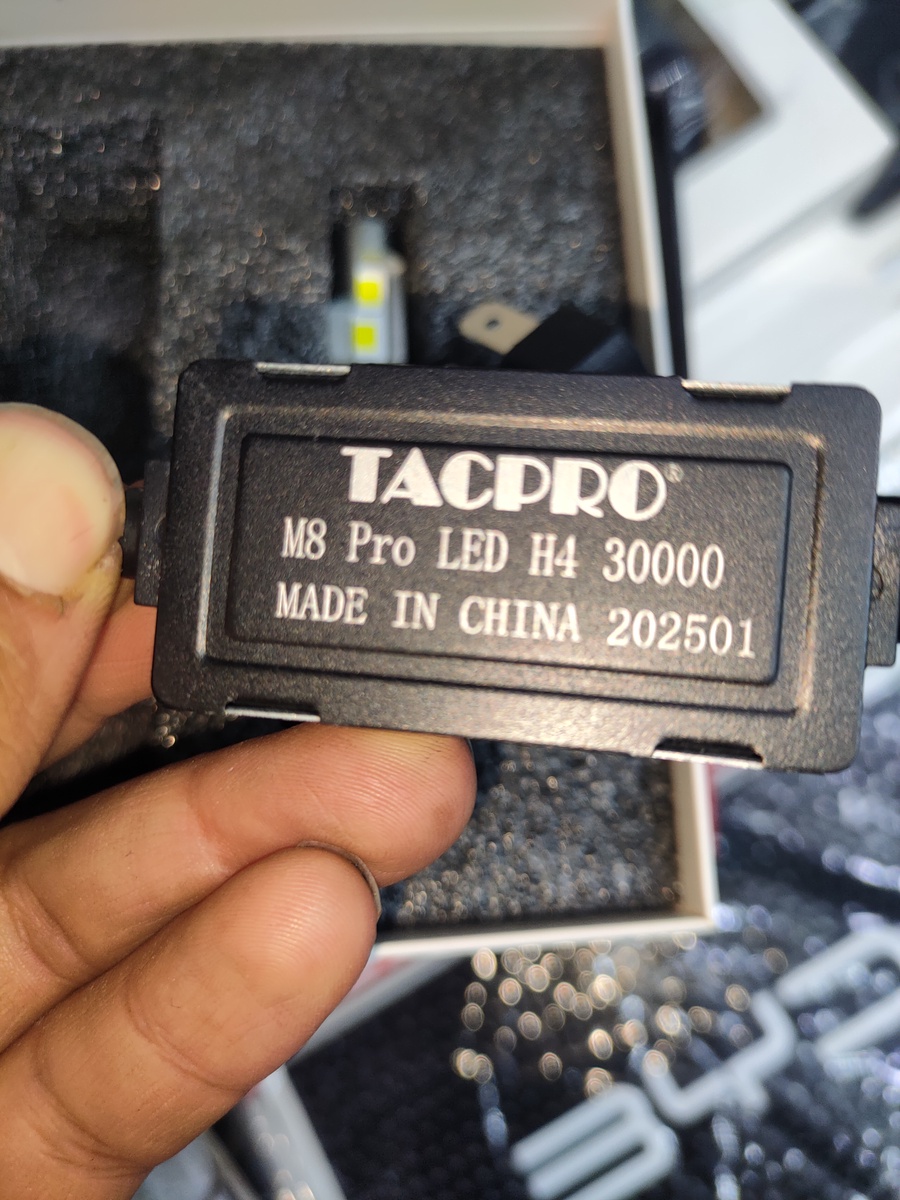 TACPRO®
M8 Pro LED H4 30000
MADE IN CHINA 202501